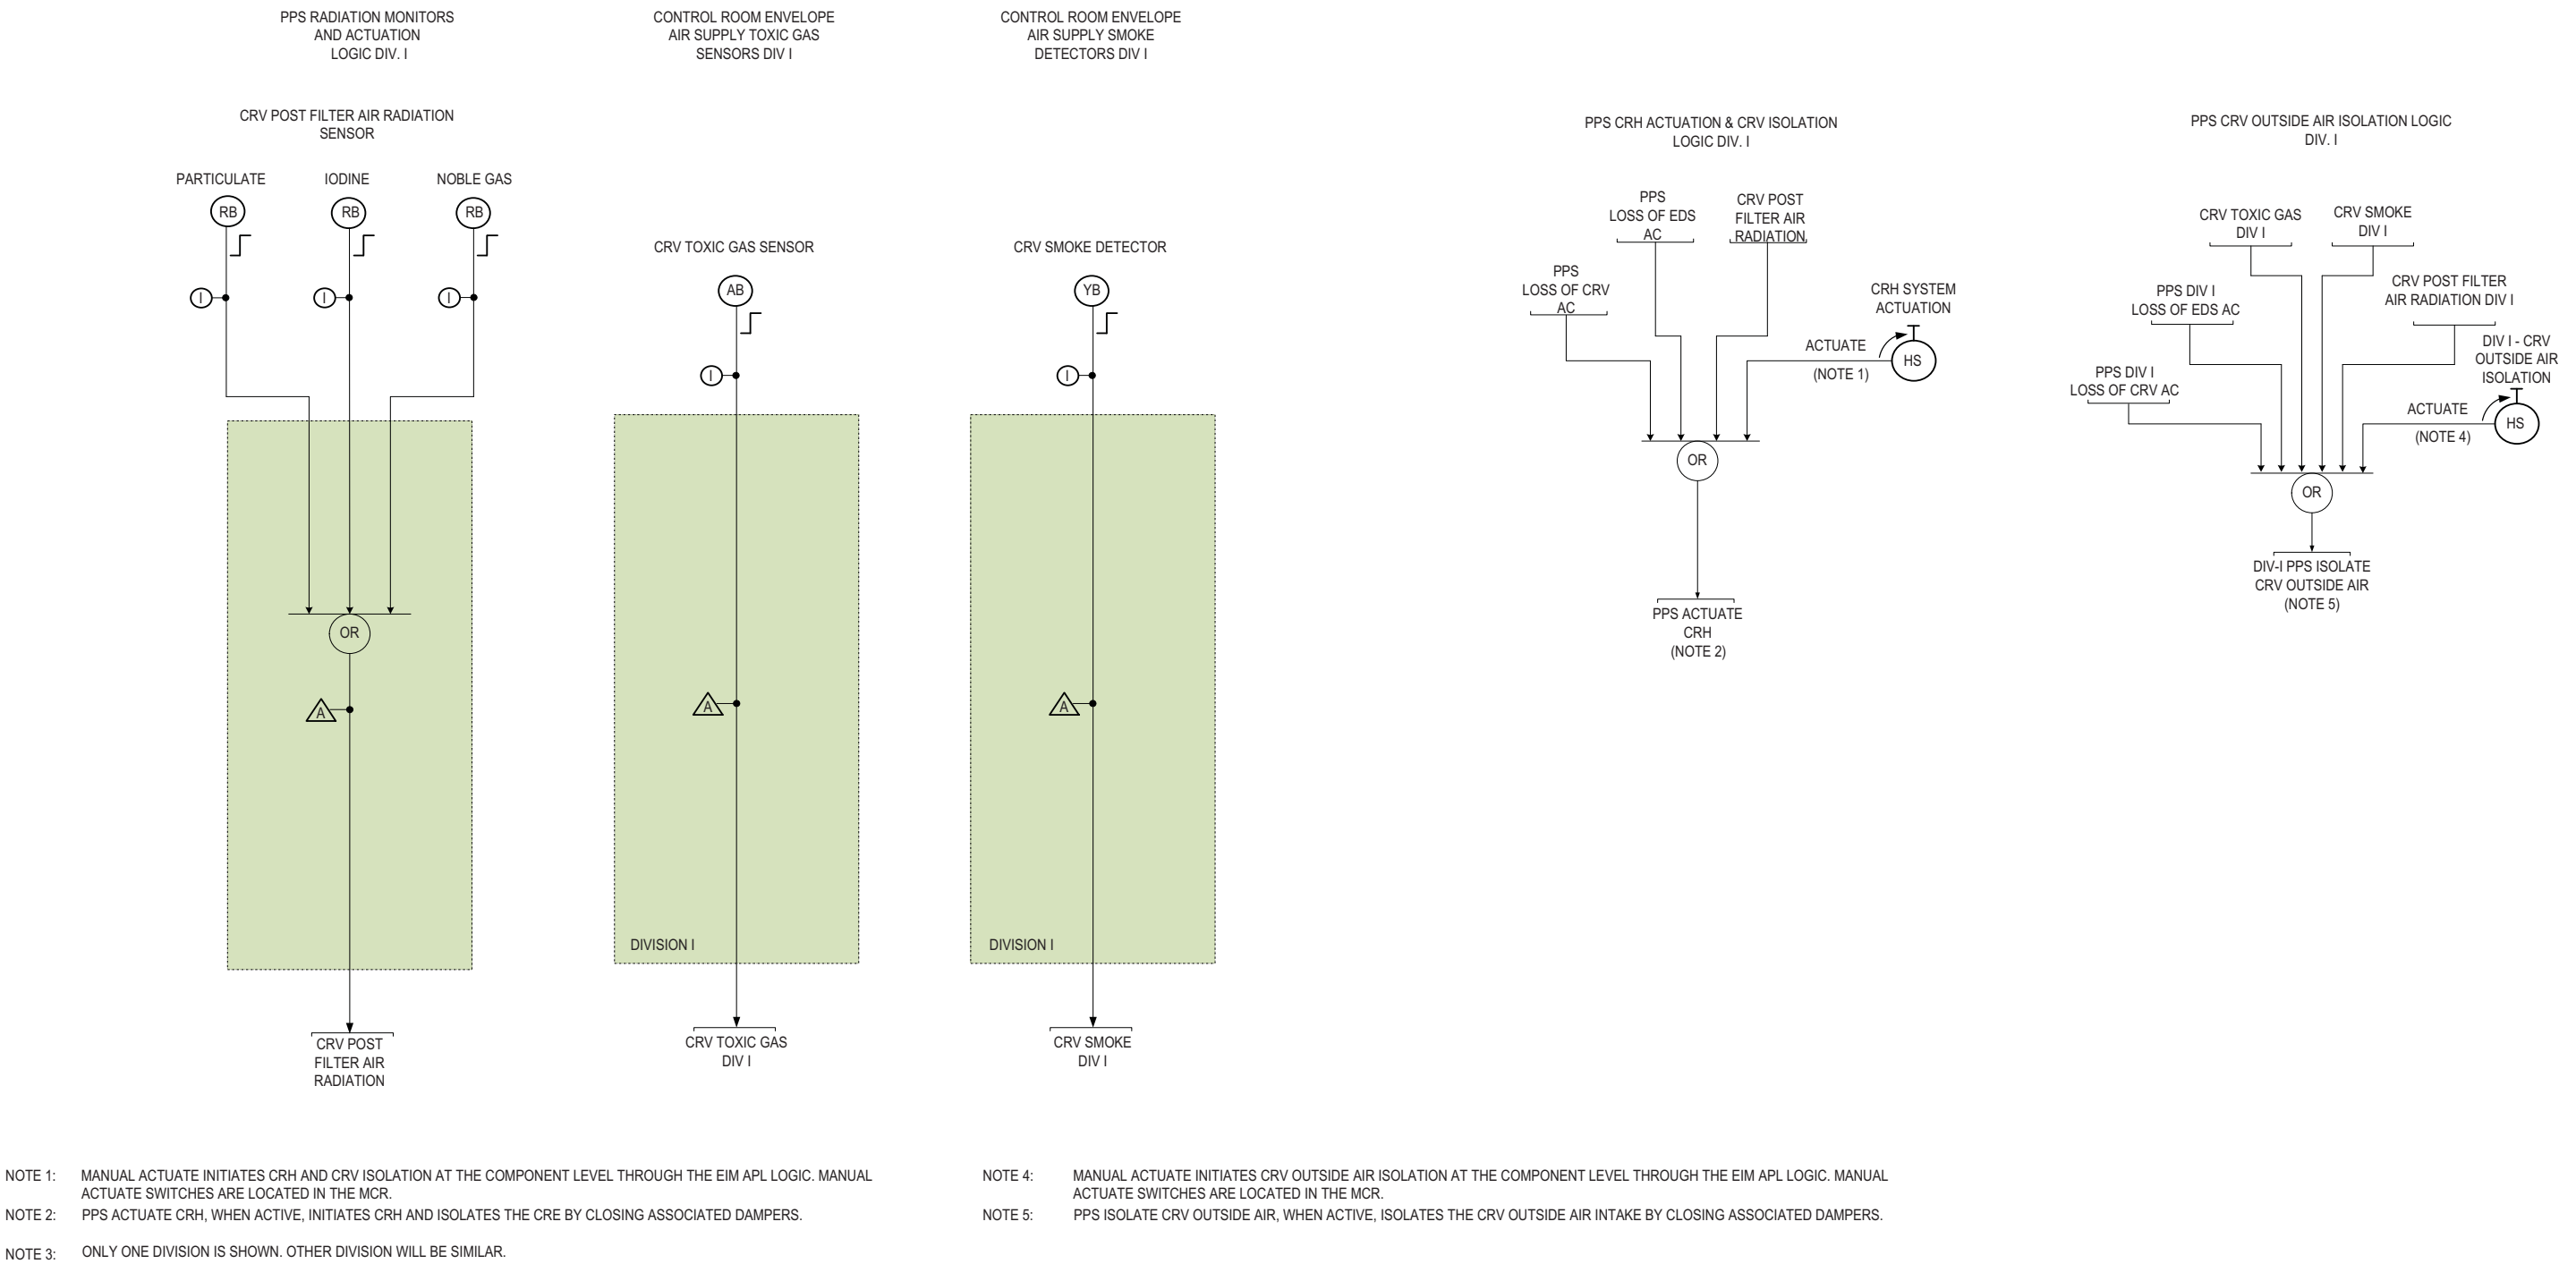 PPS RADIATION MONITORS
AND ACTUATION
LOGIC DIV. I
CONTROL ROOM ENVELOPE
AIR SUPPLY TOXIC GAS
SENSORS DIV I
CONTROL ROOM ENVELOPE
AIR SUPPLY SMOKE
DETECTORS DIV I
CRV POST FILTER AIR RADIATION
SENSOR
PARTICULATE
IODINE
NOBLE GAS
RB
RB
RB
I
I
I
OR
A
CRV POST
FILTER AIR
RADIATION
CRV TOXIC GAS SENSOR
AB
I
A
DIVISION I
CRV TOXIC GAS
DIV I
CRV SMOKE DETECTOR
YB
I
A
DIVISION I
CRV SMOKE
DIV I
PPS CRH ACTUATION & CRV ISOLATION
LOGIC DIV. I
PPS
LOSS OF CRV
AC
PPS
LOSS OF EDS
AC
CRV POST
FILTER AIR
RADIATION
CRH SYSTEM
ACTUATION
HS
ACTUATE
(NOTE 1)
OR
PPS ACTUATE
CRH
(NOTE 2)
PPS CRV OUTSIDE AIR ISOLATION LOGIC
DIV. I
PPS DIV I
LOSS OF CRV AC
PPS DIV I
LOSS OF EDS AC
CRV TOXIC GAS
DIV I
CRV SMOKE
DIV I
CRV POST FILTER
AIR RADIATION DIV I
DIV I - CRV
OUTSIDE AIR
ISOLATION
HS
ACTUATE
(NOTE 4)
OR
DIV-I PPS ISOLATE
CRV OUTSIDE AIR
(NOTE 5)
NOTE 1: MANUAL ACTUATE INITIATES CRH AND CRV ISOLATION AT THE COMPONENT LEVEL THROUGH THE EIM APL LOGIC. MANUAL
ACTUATE SWITCHES ARE LOCATED IN THE MCR.
NOTE 2: PPS ACTUATE CRH, WHEN ACTIVE, INITIATES CRH AND ISOLATES THE CRE BY CLOSING ASSOCIATED DAMPERS.
NOTE 3: ONLY ONE DIVISION IS SHOWN. OTHER DIVISION WILL BE SIMILAR.
NOTE 4: MANUAL ACTUATE INITIATES CRV OUTSIDE AIR ISOLATION AT THE COMPONENT LEVEL THROUGH THE EIM APL LOGIC. MANUAL
ACTUATE SWITCHES ARE LOCATED IN THE MCR.
NOTE 5: PPS ISOLATE CRV OUTSIDE AIR, WHEN ACTIVE, ISOLATES THE CRV OUTSIDE AIR INTAKE BY CLOSING ASSOCIATED DAMPERS.